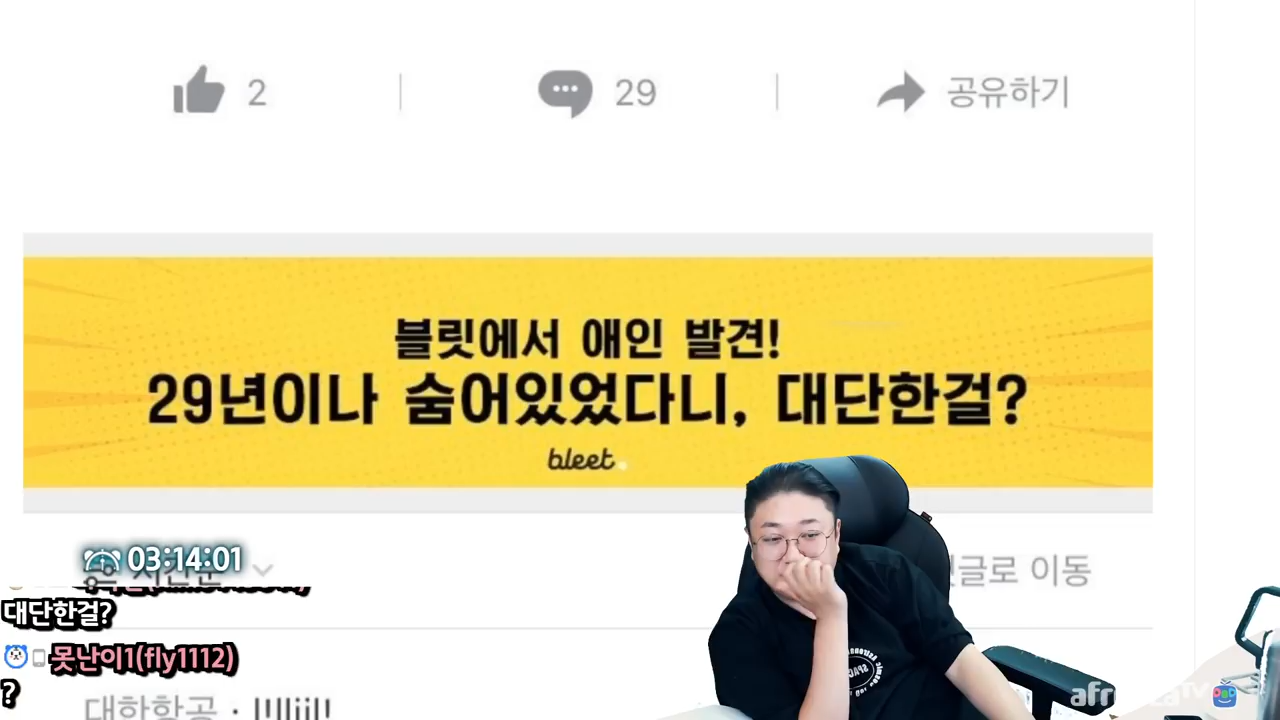 2
29
공유하기
블릿에서 애인 발견!
29년이나 숨어있었다니, 대단한걸?
bleet
03:14:01
글로 이동
대단한걸?
못난이1(fly1112)
?
대한항공 ·
SPACE